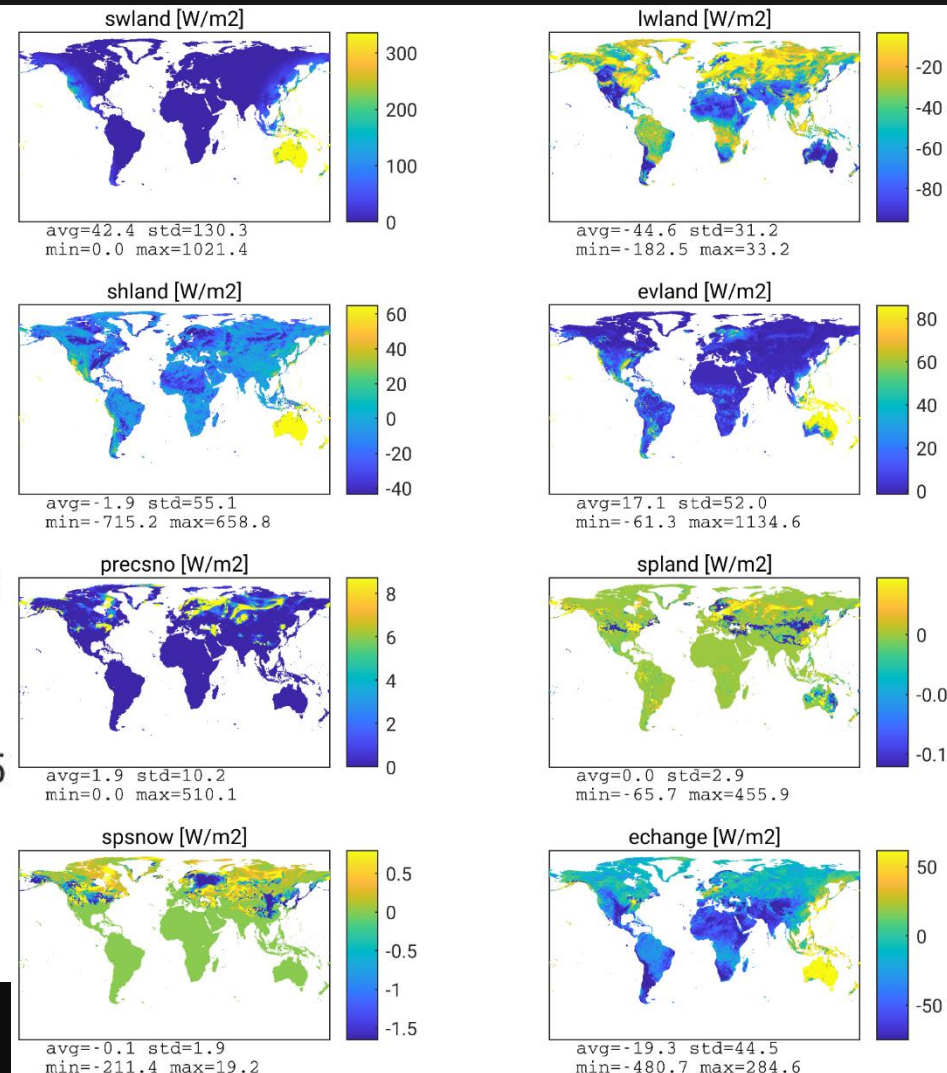 swland [W/m2]
300
200
100
0
avg=42.4 std=130.3
min=0.0 max=1021.4
lwland [W/m2]
-20
-40
-60
-80
avg=-44.6 std=31.2
min=-182.5 max=33.2
shland [W/m2]
60
40
20
0
-20
-40
avg=-1.9 std=55.1
min=-715.2 max=658.8
evland [W/m2]
80
60
40
20
0
avg=17.1 std=52.0
min=-61.3 max=1134.6
precsno [W/m2]
8
6
4
2
0
avg=1.9 std=10.2
min=0.0 max=510.1
spland [W/m2]
0
-0.0
-0.1
avg=0.0 std=2.9
min=-65.7 max=455.9
spsnow [W/m2]
0.5
0
-0.5
-1
-1.5
avg=-0.1 std=1.9
min=-211.4 max=19.2
echange [W/m2]
50
0
-50
avg=-19.3 std=44.5
min=-480.7 max=284.6